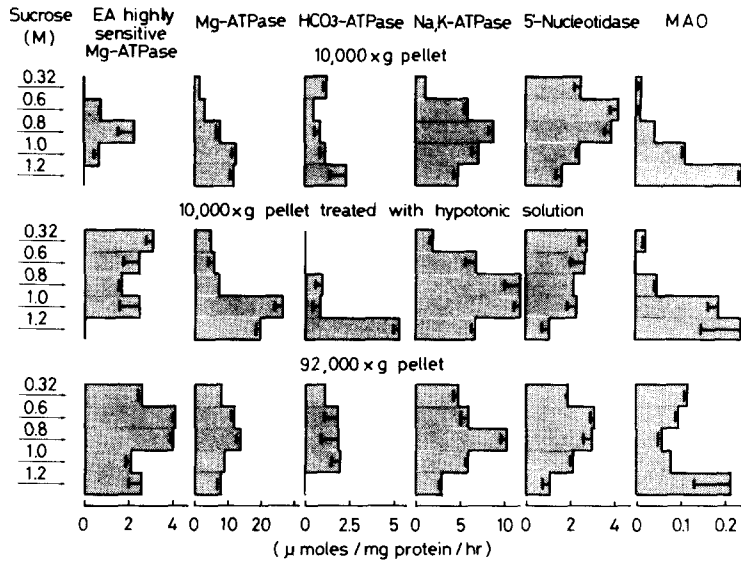 Sucrose (M)
EA highly sensitive Mg-ATPase
Mg-ATPase
HCO3-ATPase
Na,K-ATPase
5'-Nucleotidase
MAO
10,000xg pellet
0.32
0.6
0.8
1.0
1.2
10,000xg pellet treated with hypotonic solution
0.32
0.6
0.8
1.0
1.2
92,000xg pellet
0.32
0.6
0.8
1.0
1.2
0 2 4 0 10 20 0 2.5 5 0 5 10 0 2 4 0 0.1 0.2
(μ moles/mg protein/hr)